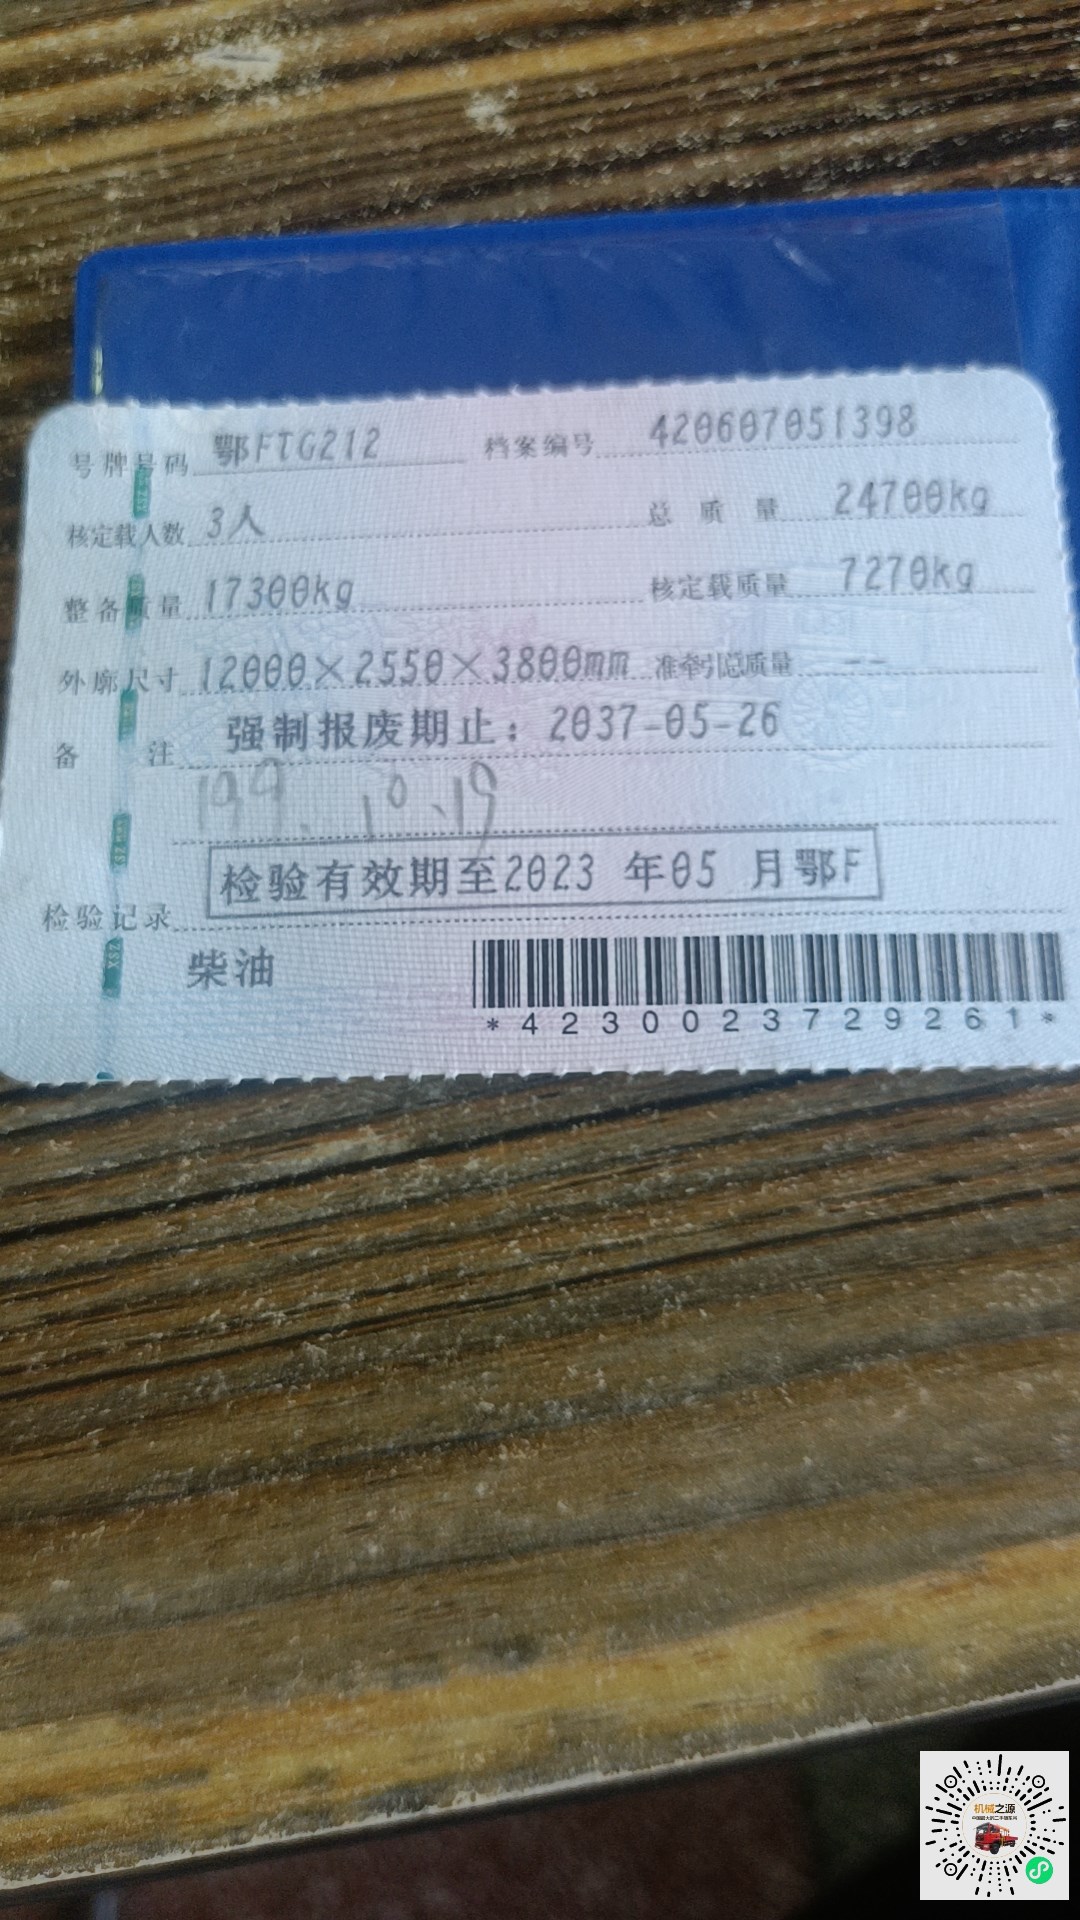 号牌号码 鄂FTG212 档案编号 420607051398
核定载人数 3人 总质量 24700kg
整备质量 17300kg 核定载质量 7270kg
外廓尺寸 12000×2550×3800mm 准牵引总质量 --
备注 强制报废期止：2037-05-26
199. 10.19
检验记录 检验有效期至2023 年05 月鄂F
柴油
*4230023729261*
机械之源